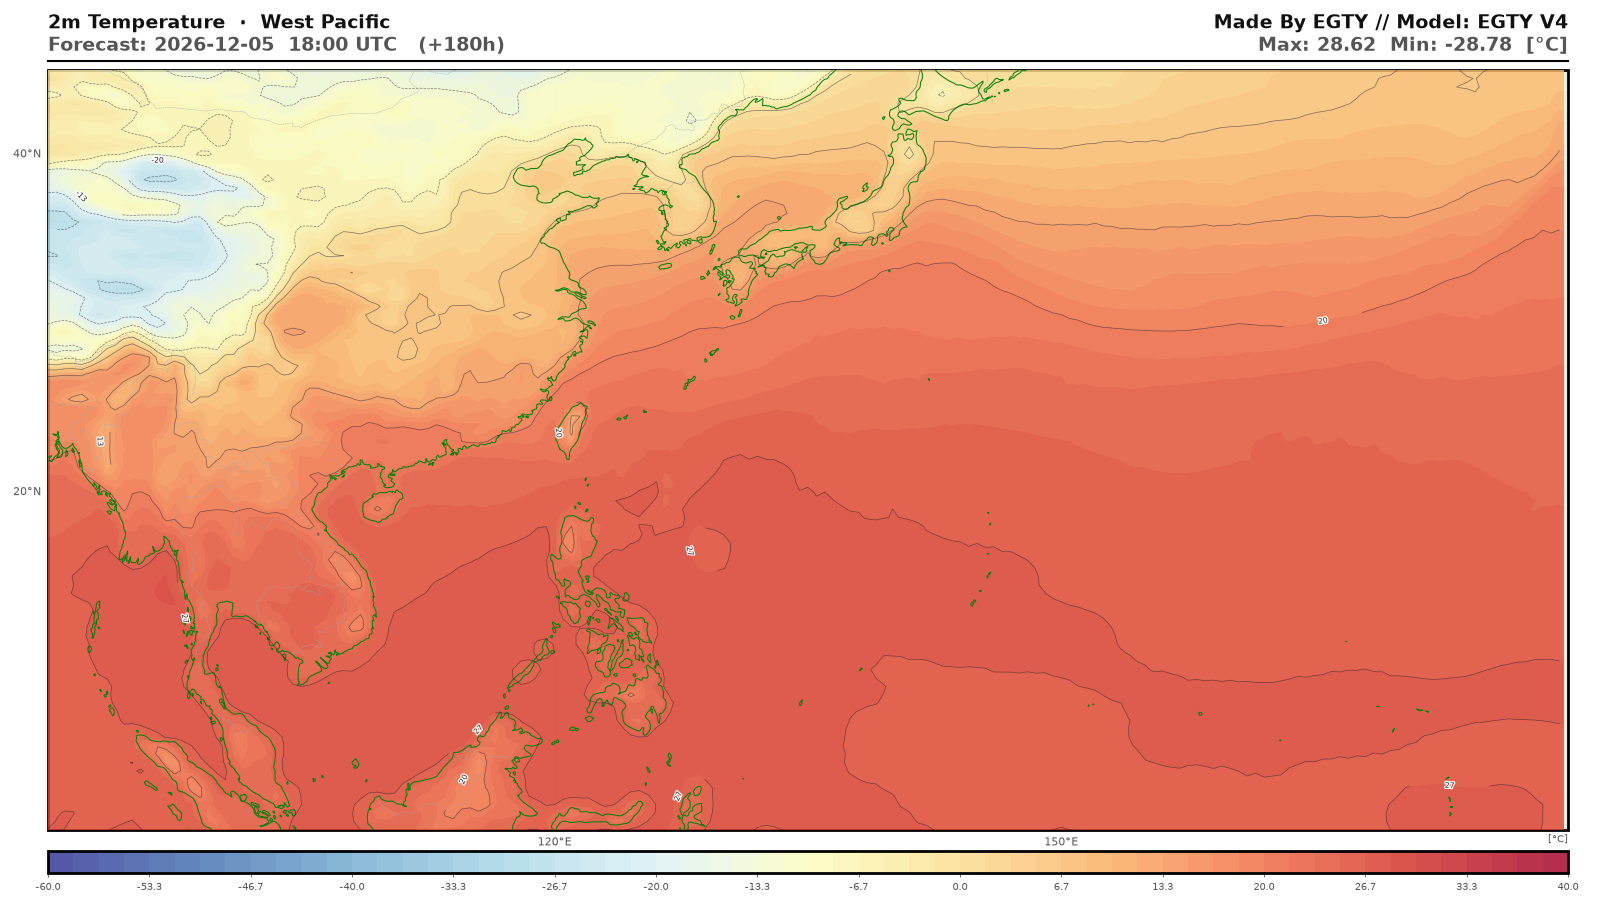 2m Temperature · West Pacific
Made By EGTY // Model: EGTY V4
Forecast: 2026-12-05 18:00 UTC (+180h)
Max: 28.62 Min: -28.78 [°C]
40°N
-20
-13
20
13
20
20°N
27
27
27
20
27
27
120°E
150°E
[°C]
-60.0 -53.3 -46.7 -40.0 -33.3 -26.7 -20.0 -13.3 -6.7 0.0 6.7 13.3 20.0 26.7 33.3 40.0